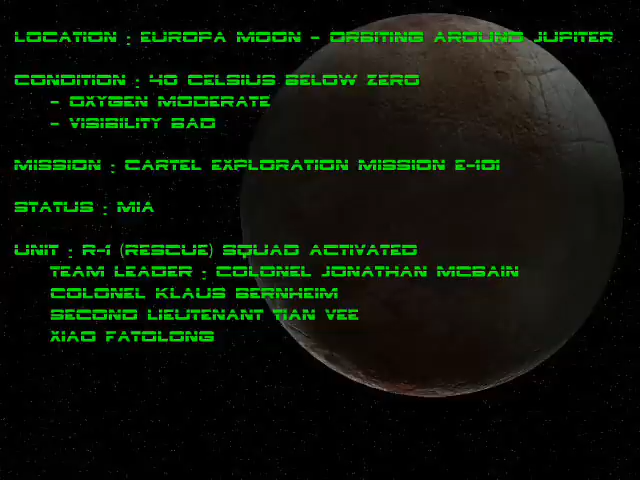 LOCATION : EUROPA MOON - ORBITING AROUND JUPITER
CONDITION : 40 CELSIUS BELOW ZERO
- OXYGEN MODERATE
- VISIBILITY BAD
MISSION : CARTEL EXPLORATION MISSION E-101
STATUS : MIA
UNIT : R-1 (RESCUE) SQUAD ACTIVATED
TEAM LEADER : COLONEL JONATHAN MCBAIN
COLONEL KLAUS BERNHEIM
SECOND LIEUTENANT TIAN VEE
XIAO FATOLONG